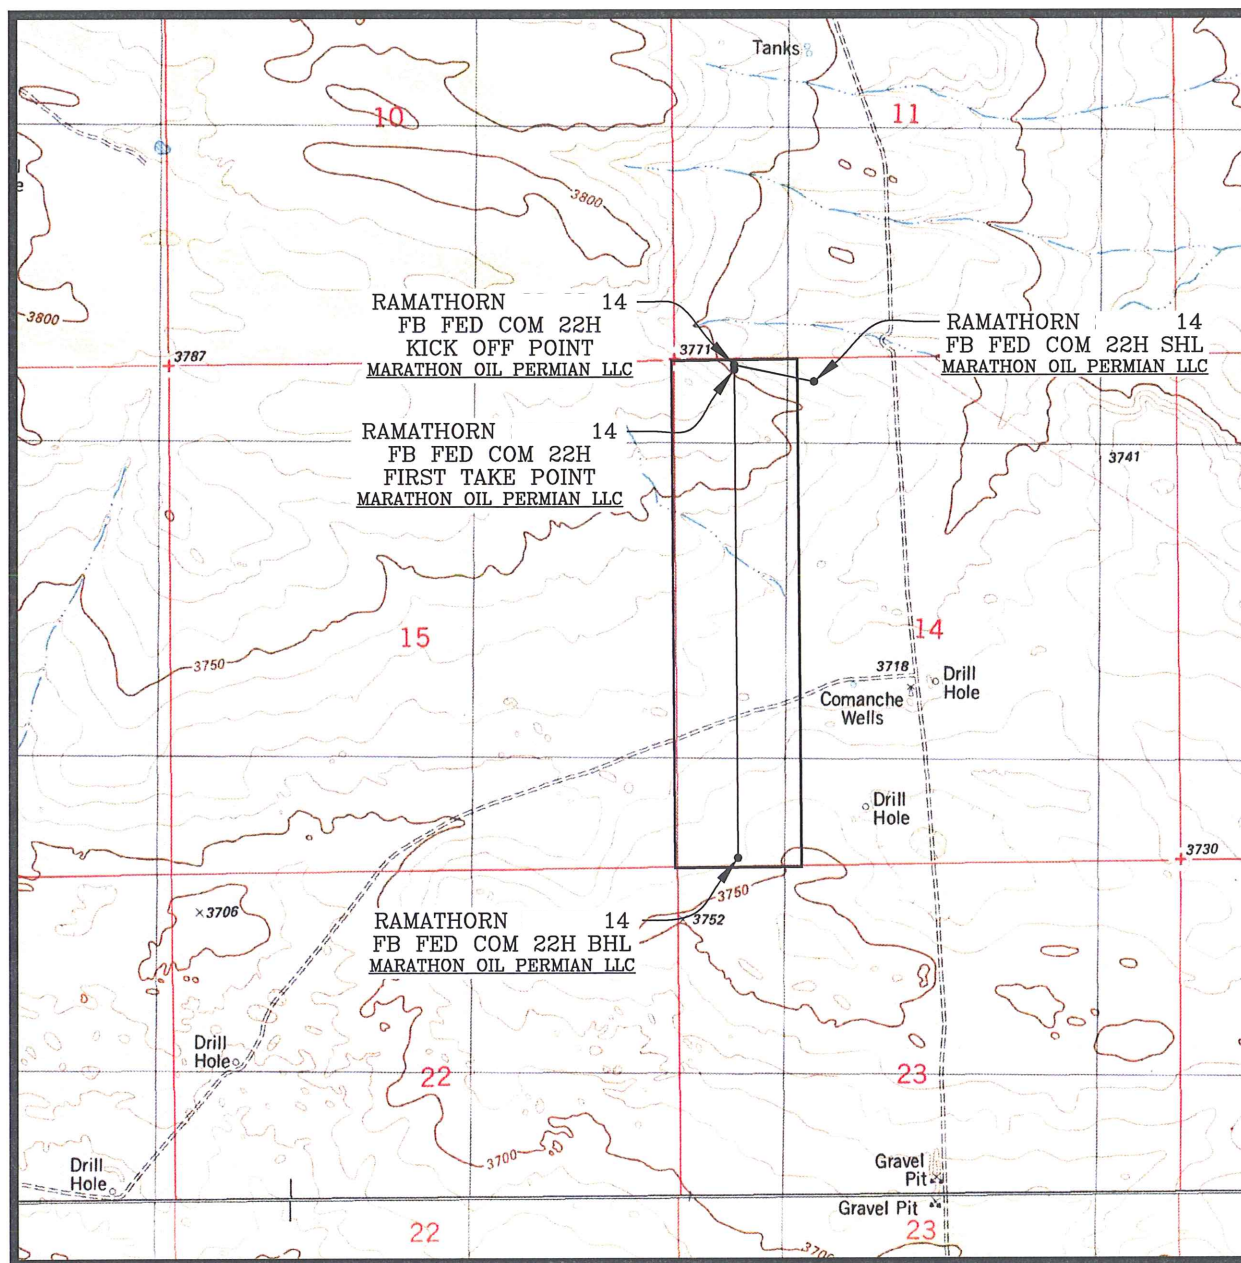 Tanks
10
11
3800
3800
3787
3771
RAMATHORN 14
FB FED COM 22H
KICK OFF POINT
MARATHON OIL PERMIAN LLC
RAMATHORN 14
FB FED COM 22H SHL
MARATHON OIL PERMIAN LLC
RAMATHORN 14
FB FED COM 22H
FIRST TAKE POINT
MARATHON OIL PERMIAN LLC
3741
15
14
3750
3718
Drill
Hole
Comanche
Wells
Drill
Hole
3730
3750
3706
3752
RAMATHORN 14
FB FED COM 22H BHL
MARATHON OIL PERMIAN LLC
Drill
Hole
22
23
3700
Drill
Hole
Gravel
Pit
Gravel Pit
22
23
3700